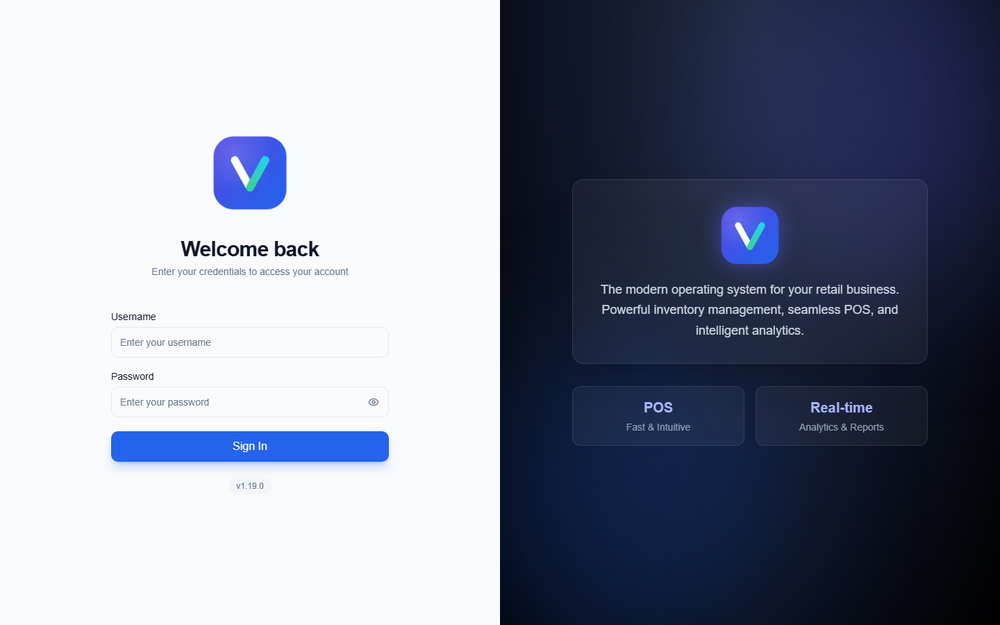 Welcome back
Enter your credentials to access your account
Username
Enter your username
Password
Enter your password
Sign In
v1.19.0
The modern operating system for your retail business.
Powerful inventory management, seamless POS, and
intelligent analytics.
POS
Fast & Intuitive
Real-time
Analytics & Reports